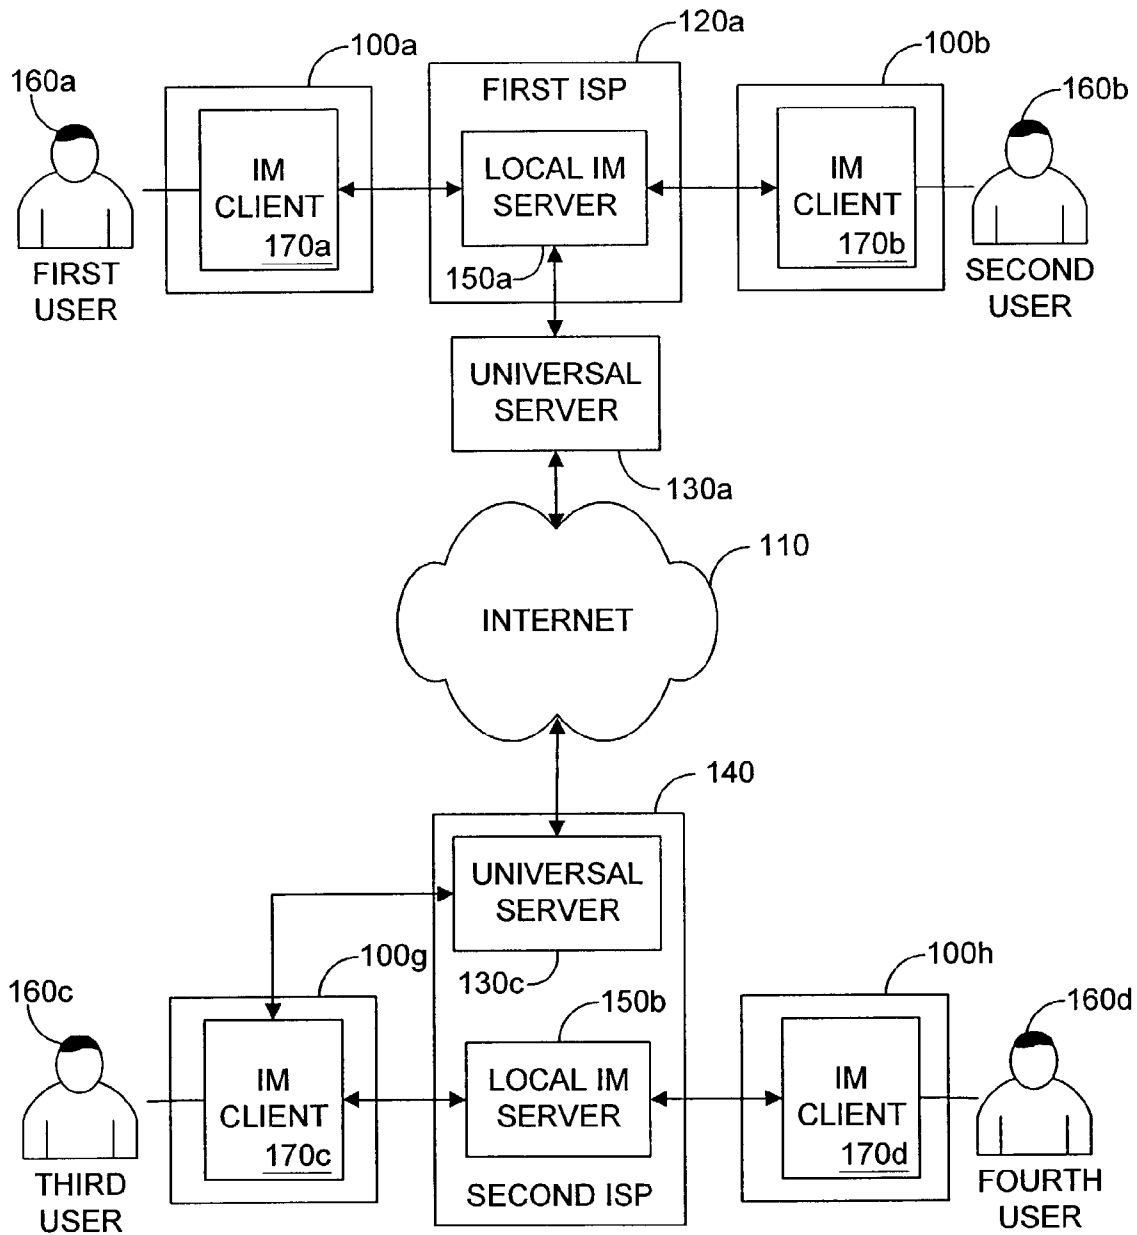 100a
120a
100b
160a
FIRST ISP
160b
IM
CLIENT
170a
LOCAL IM
SERVER
150a
IM
CLIENT
170b
FIRST
USER
SECOND
USER
UNIVERSAL
SERVER
130a
110
INTERNET
140
UNIVERSAL
SERVER
130c
100g
100h
160c
150b
160d
IM
CLIENT
170c
LOCAL IM
SERVER
IM
CLIENT
170d
THIRD
USER
SECOND ISP
FOURTH
USER